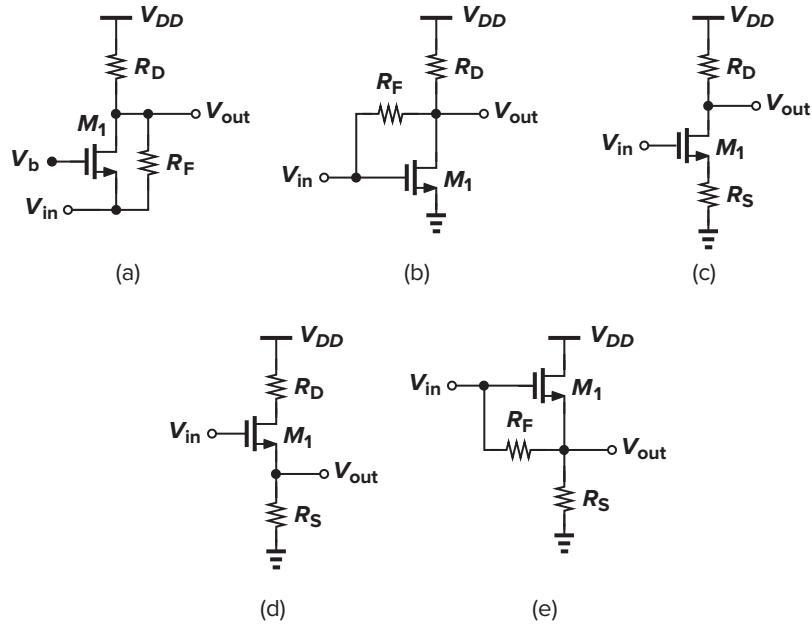 V_DD
R_D
V_out
M_1
V_b
R_F
V_in
(a)
V_DD
R_F
R_D
V_out
V_in
M_1
(b)
V_DD
R_D
V_out
V_in
M_1
R_S
(c)
V_DD
R_D
V_in
M_1
V_out
R_S
(d)
V_DD
V_in
M_1
R_F
V_out
R_S
(e)